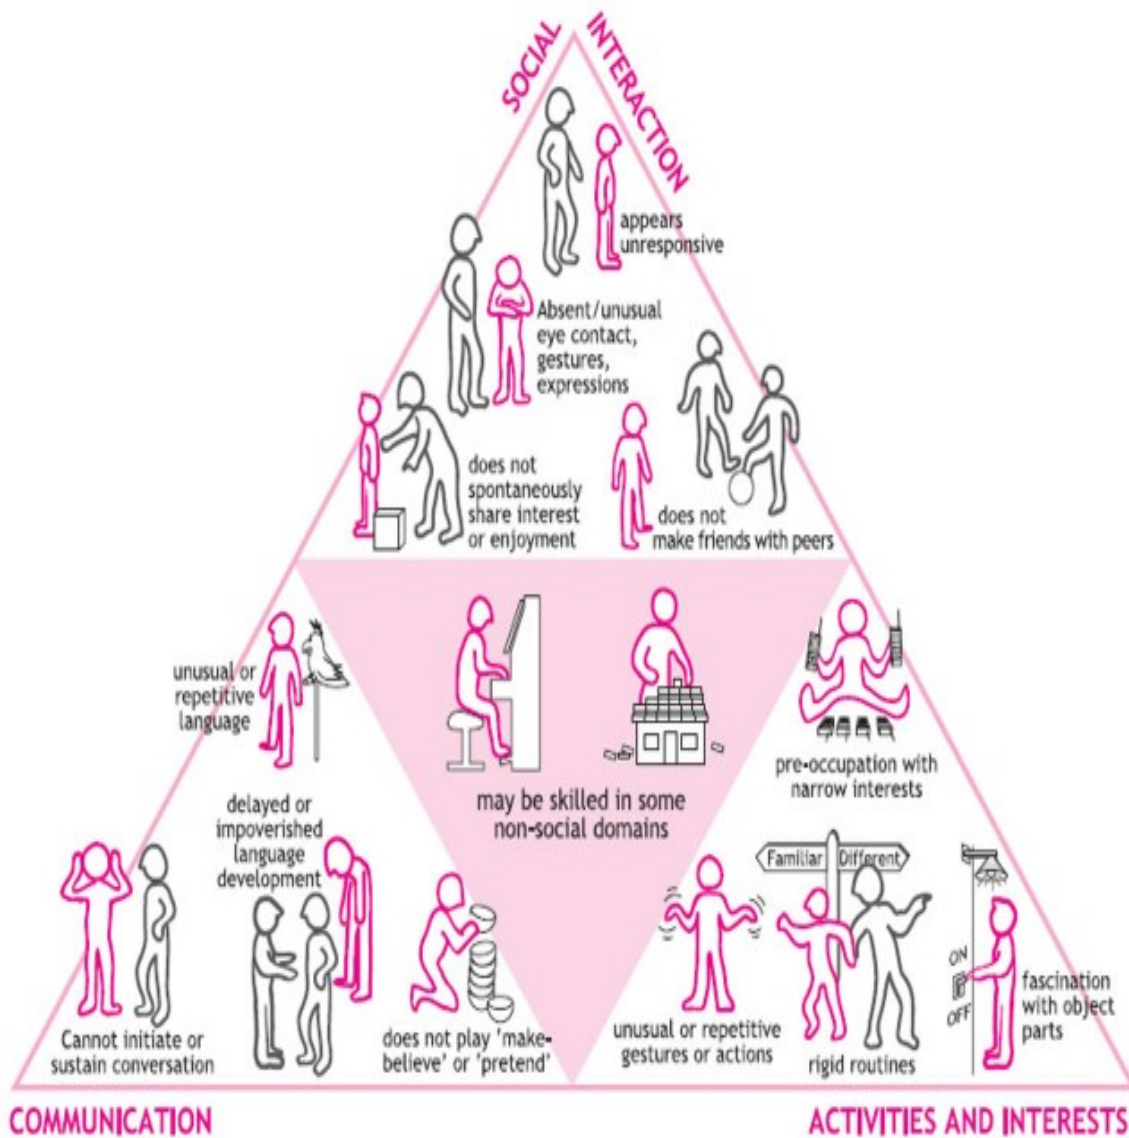 SOCIAL
INTERACTION
appears
unresponsive
Absent/unusual
eye contact,
gestures,
expressions
does not
spontaneously
share interest
or enjoyment
does not
make friends with peers
unusual or
repetitive
language
may be skilled in some
non-social domains
pre-occupation with
narrow interests
delayed or
impoverished
language
development
Familiar
Different
ON
OFF
Cannot initiate or
sustain conversation
does not play 'make-
believe' or 'pretend'
unusual or repetitive
gestures or actions
rigid routines
fascination
with object
parts
COMMUNICATION
ACTIVITIES AND INTERESTS